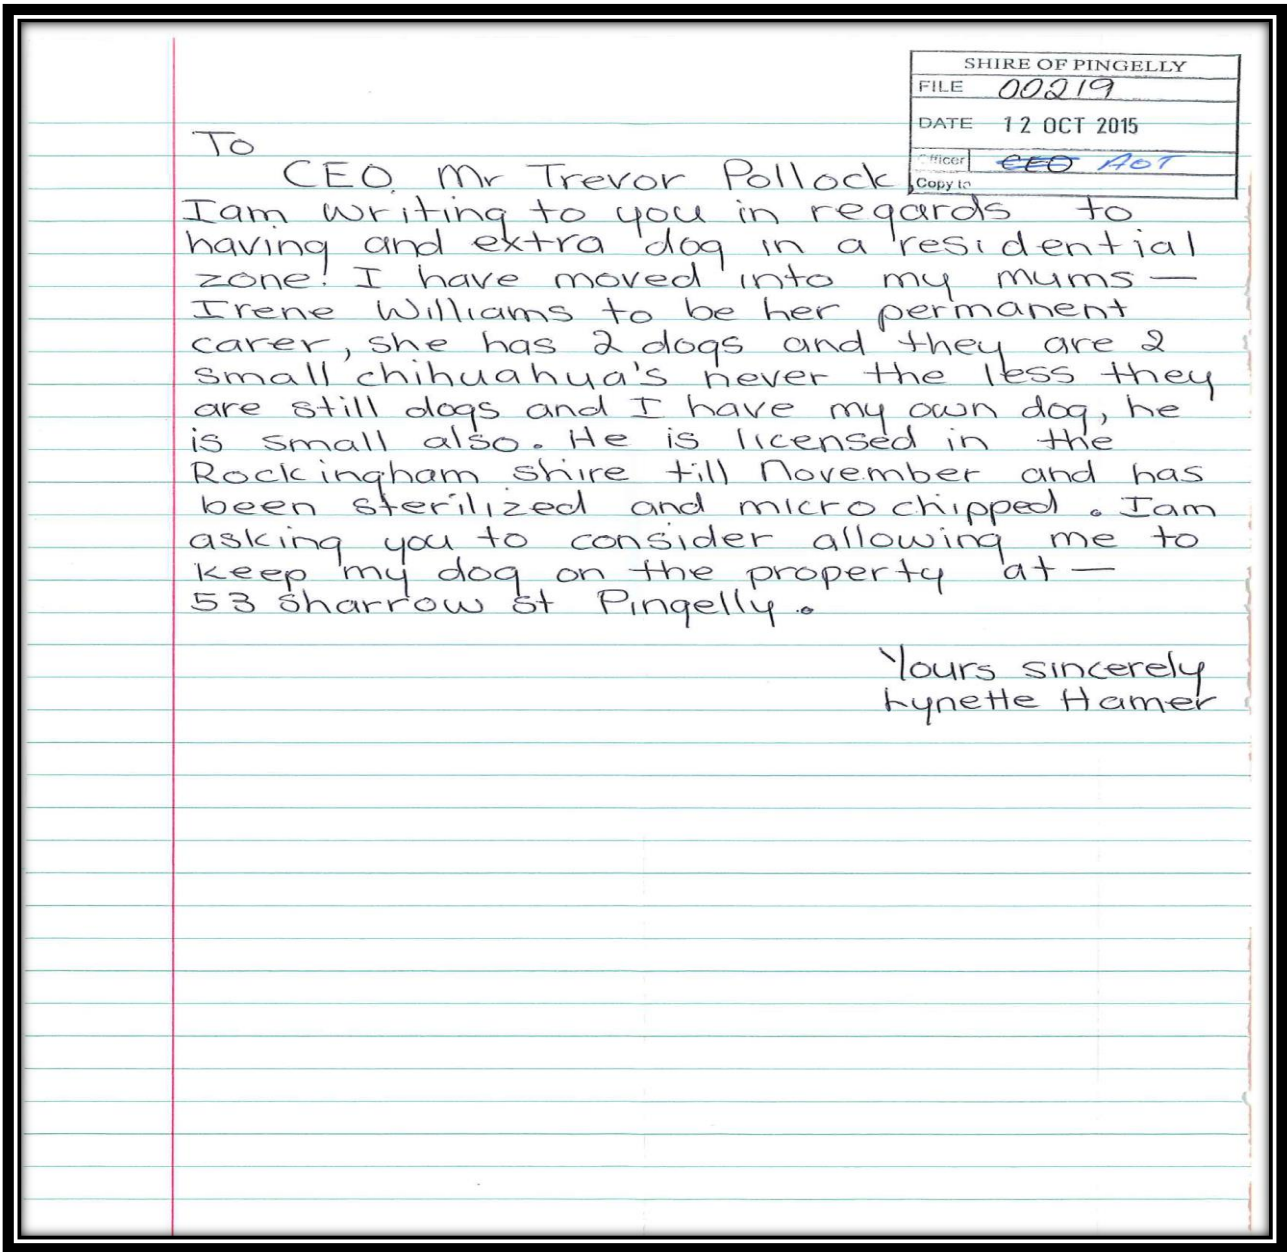 SHIRE OF PINGELLY
FILE 00219
DATE 12 OCT 2015
Officer CEO AOT
Copy to
To
CEO. Mr Trevor Pollock,
Iam writing to you in regards to
having and extra dog in a residential
zone! I have moved into my mums —
Irene Williams to be her permanent
carer, she has 2 dogs and they are 2
small chihuahua's never the less they
are still dogs and I have my own dog, he
is small also. He is licensed in the
Rockingham shire till November and has
been sterilized and micro chipped. Iam
asking you to consider allowing me to
keep my dog on the property at —
53 Sharrow St Pingelly.
Yours sincerely
Lynette Hamer